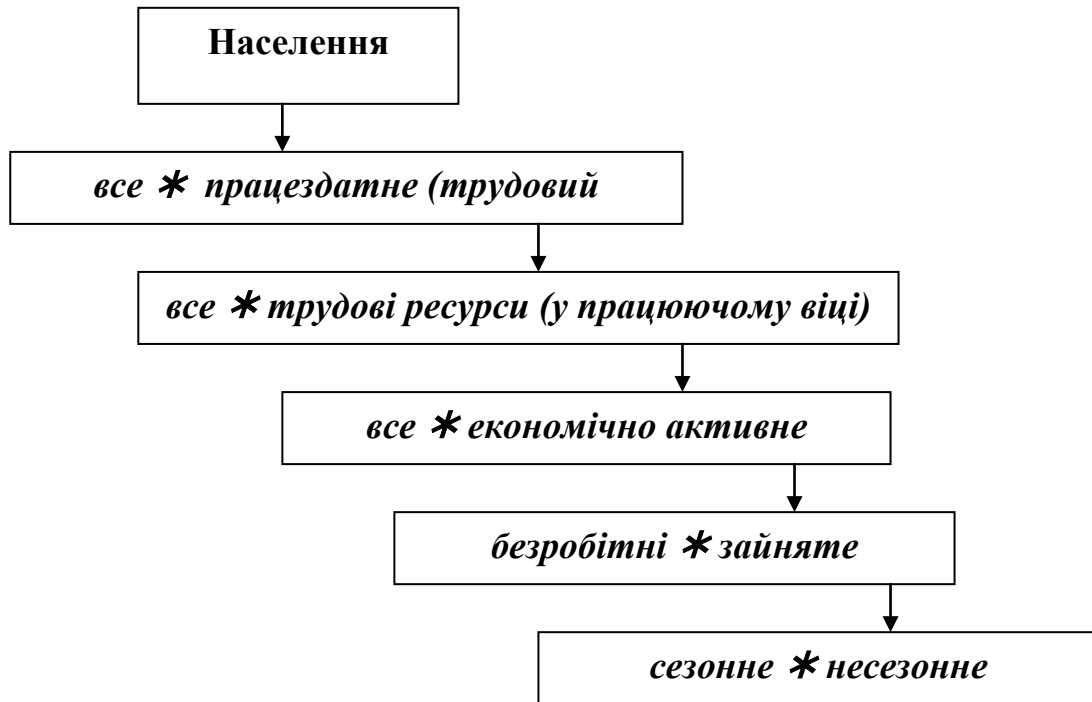 Населення
все * працездатне (трудовий
все * трудові ресурси (у працюючому віці)
все * економічно активне
безробітні * зайняте
сезонне * несезонне